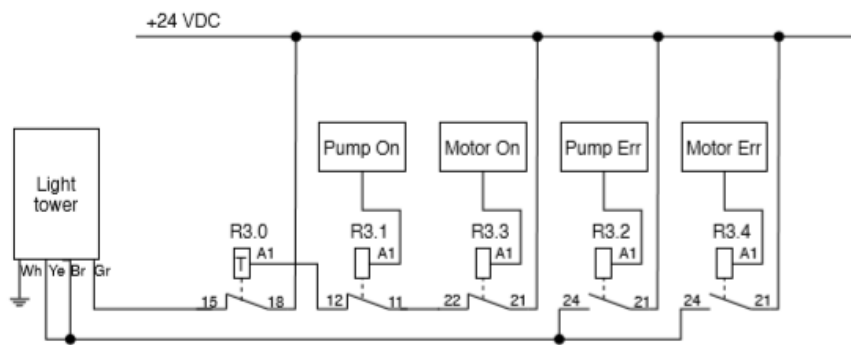 +24 VDC
Pump On
Motor On
Pump Err
Motor Err
Light
tower
R3.0
R3.1
R3.3
R3.2
R3.4
T
A1
A1
A1
A1
A1
Wh Ye Br Gr
15 18 12 11 22 21 24 21 24 21